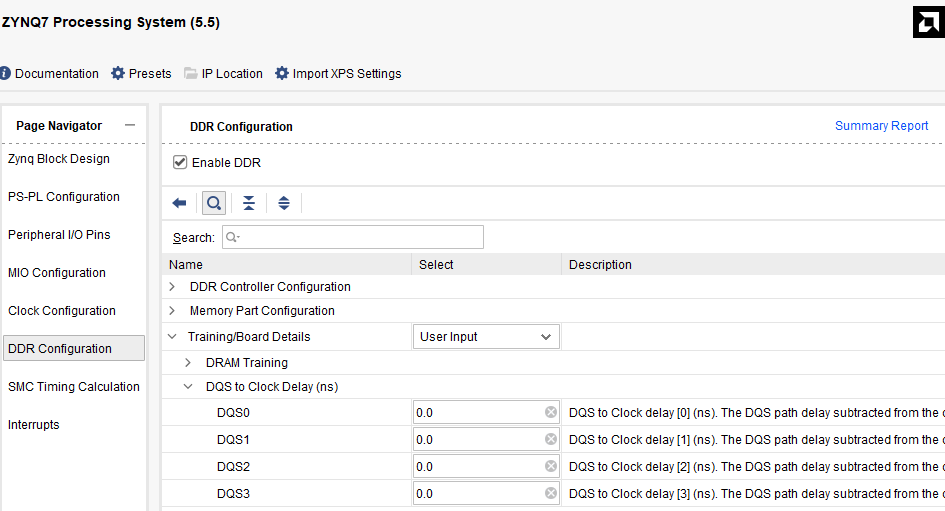 ZYNQ7 Processing System (5.5)
Documentation Presets IP Location Import XPS Settings
Page Navigator
Zynq Block Design
PS-PL Configuration
Peripheral I/O Pins
MIO Configuration
Clock Configuration
DDR Configuration
SMC Timing Calculation
Interrupts
DDR Configuration Summary Report
Enable DDR
Search:
Name Select Description
DDR Controller Configuration
Memory Part Configuration
Training/Board Details User Input
DRAM Training
DQS to Clock Delay (ns)
DQS0 0.0 DQS to Clock delay [0] (ns). The DQS path delay subtracted from the
DQS1 0.0 DQS to Clock delay [1] (ns). The DQS path delay subtracted from the
DQS2 0.0 DQS to Clock delay [2] (ns). The DQS path delay subtracted from the
DQS3 0.0 DQS to Clock delay [3] (ns). The DQS path delay subtracted from the